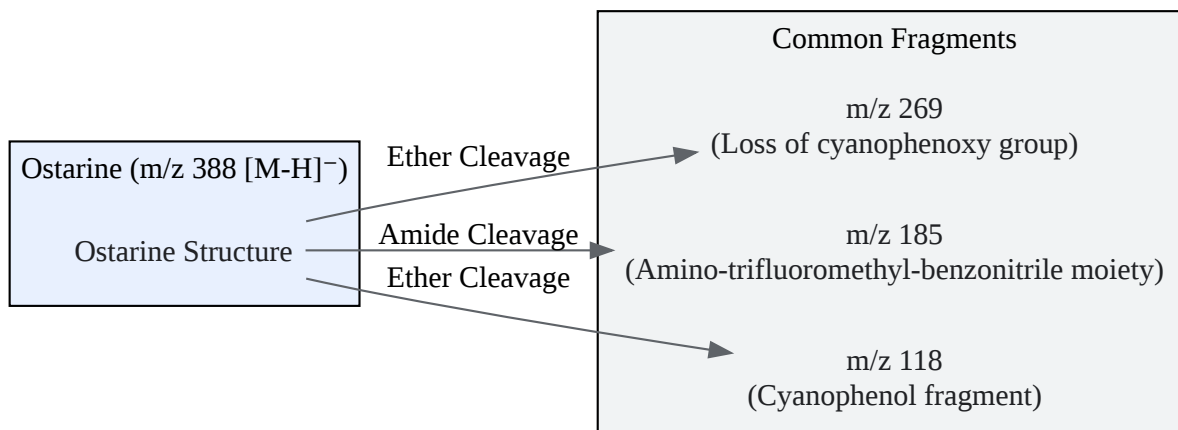 Common Fragments
m/z 269
(Loss of cyanophenoxy group)
Ether Cleavage
Ostarine (m/z 388 [M-H]⁻)
Ostarine Structure
Amide Cleavage
m/z 185
(Amino-trifluoromethyl-benzonitrile moiety)
Ether Cleavage
m/z 118
(Cyanophenol fragment)